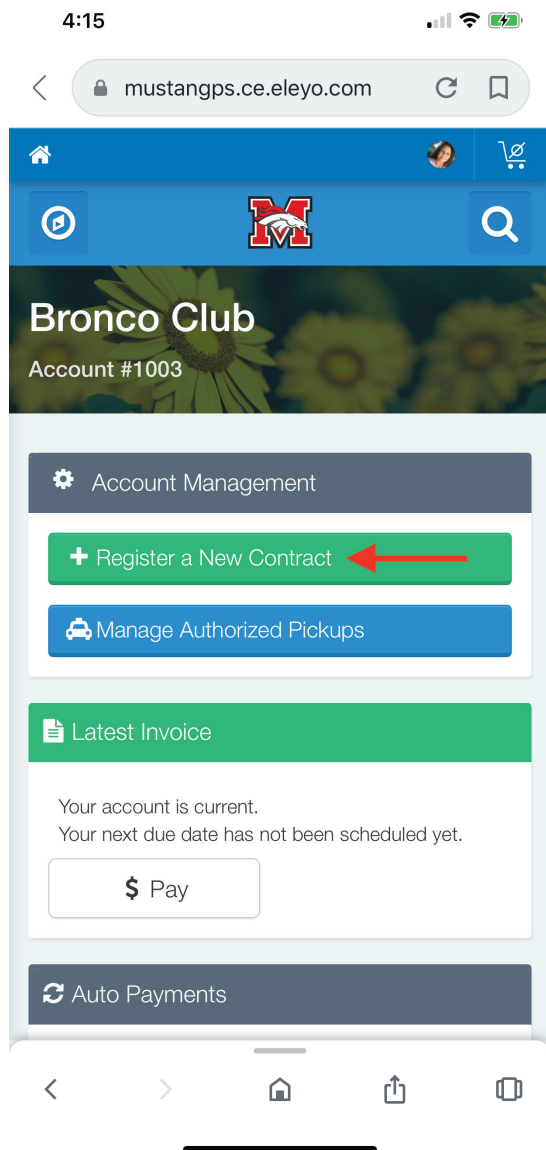 4:15
mustangps.ce.eleyo.com
M
Bronco Club
Account #1003
Account Management
Register a New Contract
Manage Authorized Pickups
Latest Invoice
Your account is current.
Your next due date has not been scheduled yet.
$ Pay
Auto Payments